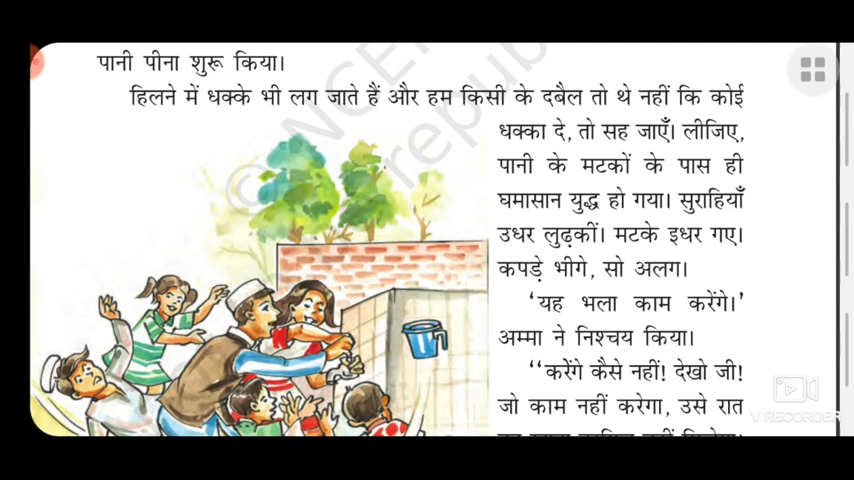 पानी पीना शुरू किया।
हिलने में धक्के भी लग जाते हैं और हम किसी के दबैल तो थे नहीं कि कोई
धक्का दे, तो सह जाएँ। लीजिए,
पानी के मटकों के पास ही
घमासान युद्ध हो गया। सुराहियाँ
उधर लुढ़कीं। मटके इधर गए।
कपड़े भीगे, सो अलग।
‘यह भला काम करेंगे।’
अम्मा ने निश्चय किया।
‘‘करेंगे कैसे नहीं! देखो जी!
जो काम नहीं करेगा, उसे रात
V RECORDER